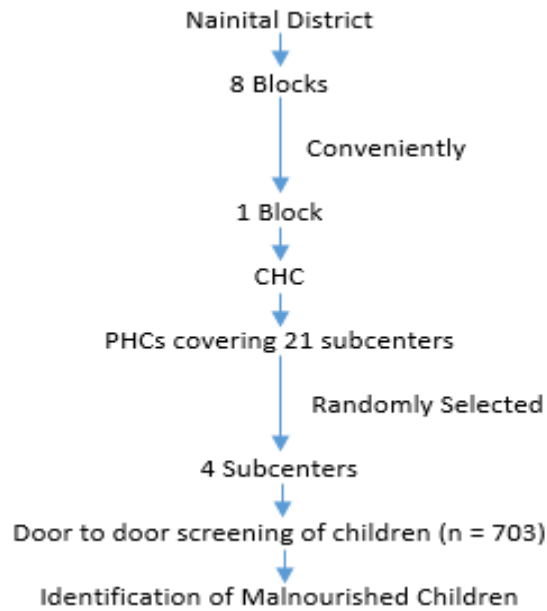 Nainital District
8 Blocks
Conveniently
1 Block
CHC
PHCs covering 21 subcenters
Randomly Selected
4 Subcenters
Door to door screening of children (n = 703)
Identification of Malnourished Children